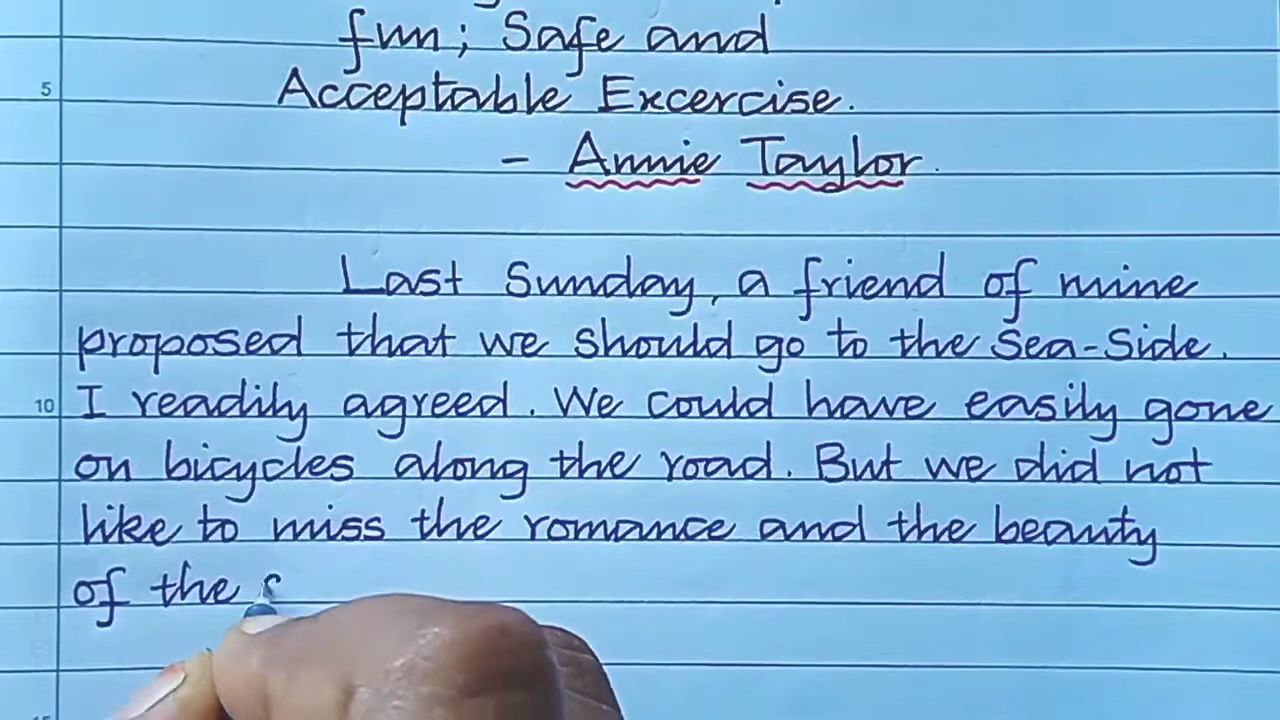 fun; Safe and
5
Acceptable Excercise.
- Annie Taylor.
Last Sunday, a friend of mine
proposed that we should go to the Sea-Side.
10 I readily agreed. We could have easily gone
on bicycles along the road. But we did not
like to miss the romance and the beauty
of the